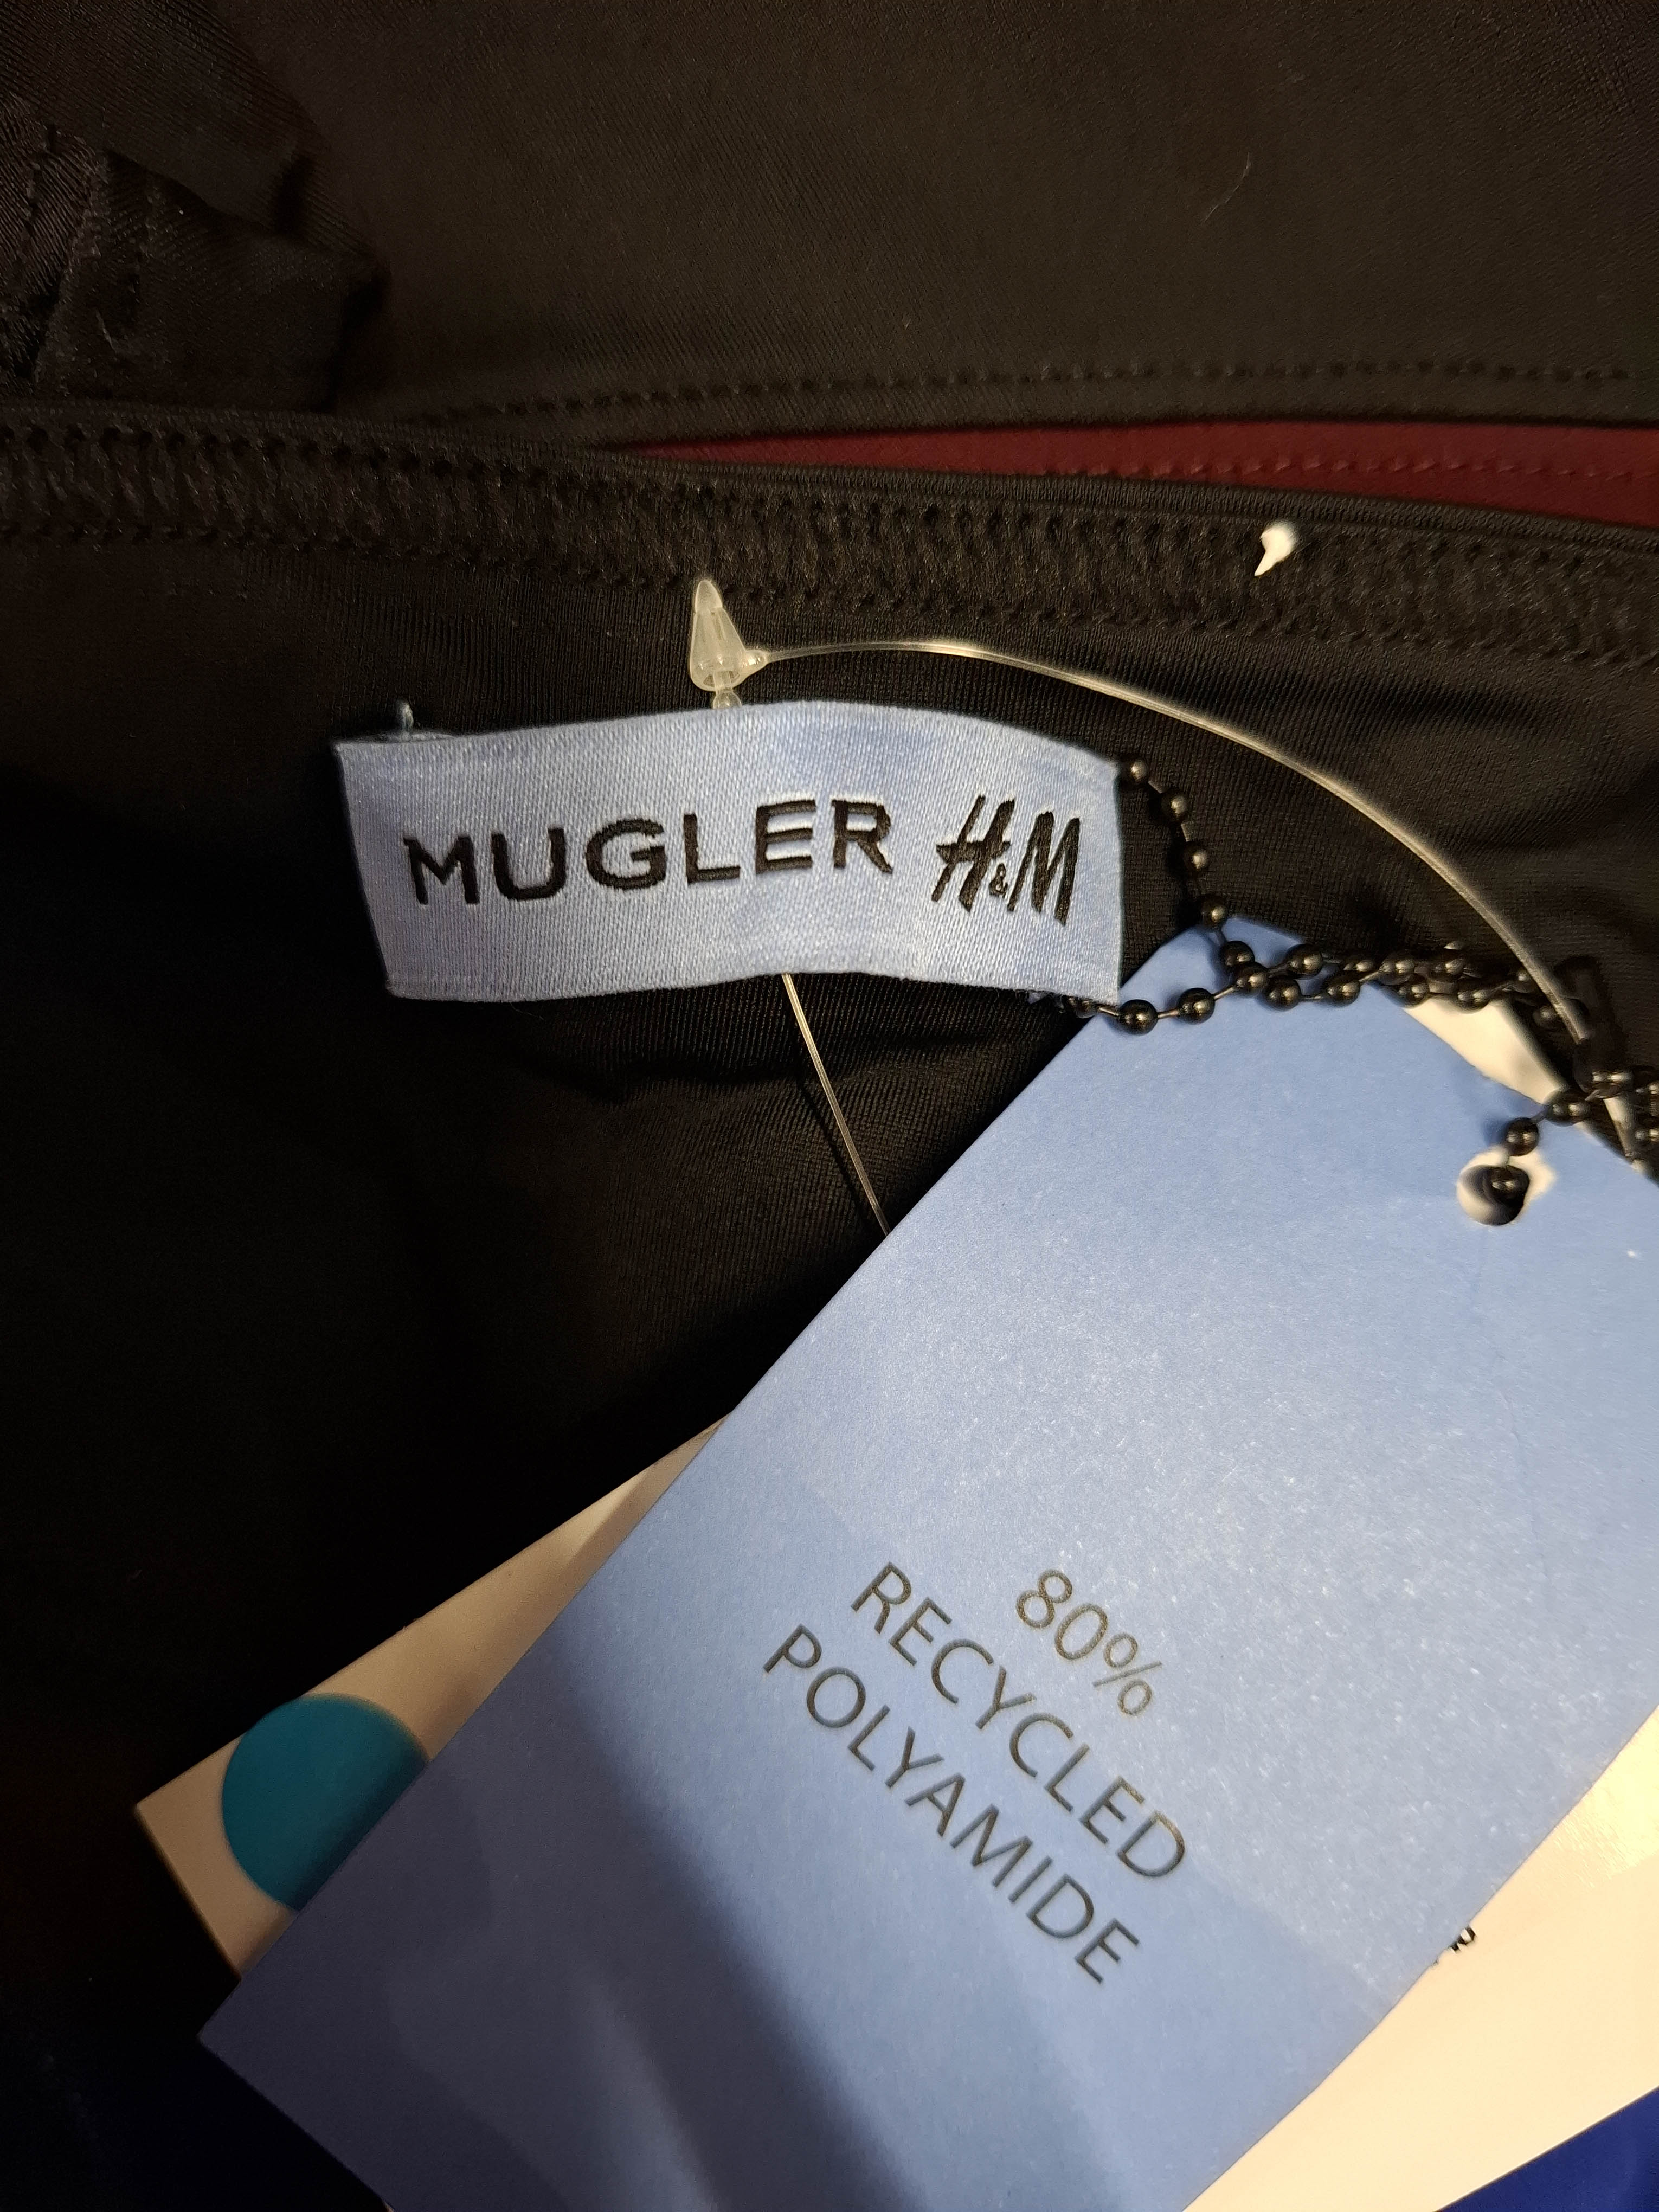 MUGLER H&M
80%
RECYCLED
POLYAMIDE